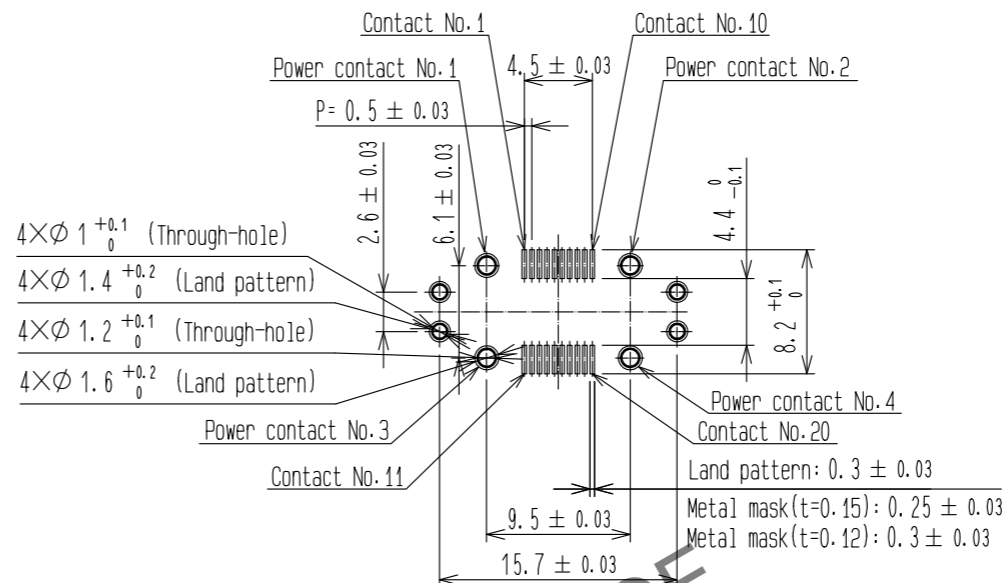 Contact No.1
Contact No.10
Power contact No.1
4.5 ± 0.03
Power contact No.2
P= 0.5 ± 0.03
2.6 ± 0.03
6.1 ± 0.03
4.4 0 -0.1
4×Ø 1 +0.1 0 (Through-hole)
4×Ø 1.4 +0.2 0 (Land pattern)
4×Ø 1.2 +0.1 0 (Through-hole)
4×Ø 1.6 +0.2 0 (Land pattern)
8.2 +0.1 0
Power contact No.3
Power contact No.4
Contact No.20
Contact No.11
Land pattern: 0.3 ± 0.03
Metal mask(t=0.15): 0.25 ± 0.03
Metal mask(t=0.12): 0.3 ± 0.03
9.5 ± 0.03
15.7 ± 0.03